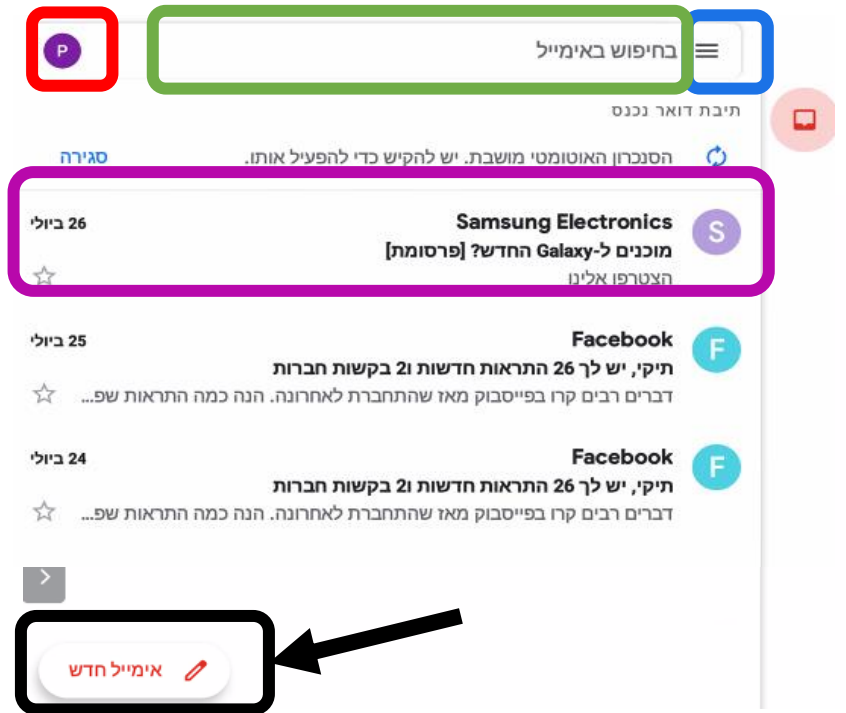 בחיפוש באימייל
P
תיבת דואר נכנס
הסנכרון האוטומטי מושבת. יש להקיש כדי להפעיל אותו.
סגירה
S
Samsung Electronics
26 ביולי
מוכנים ל-Galaxy החדש? [פרסומת]
הצטרפו אלינו
F
Facebook
25 ביולי
תיקי, יש לך 26 התראות חדשות ו2 בקשות חברות
דברים רבים קרו בפייסבוק מאז שהתחברת לאחרונה. הנה כמה התראות שפ...
F
Facebook
24 ביולי
תיקי, יש לך 26 התראות חדשות ו2 בקשות חברות
דברים רבים קרו בפייסבוק מאז שהתחברת לאחרונה. הנה כמה התראות שפ...
אימייל חדש